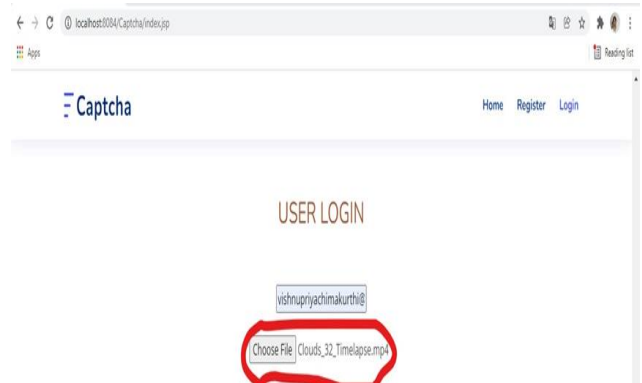 localhost:8084/Captcha/index.jsp
Apps
Reading list
Captcha
Home Register Login
USER LOGIN
vishnupriyachimakurthi@
Choose File Clouds_32_Timelapse.mp4